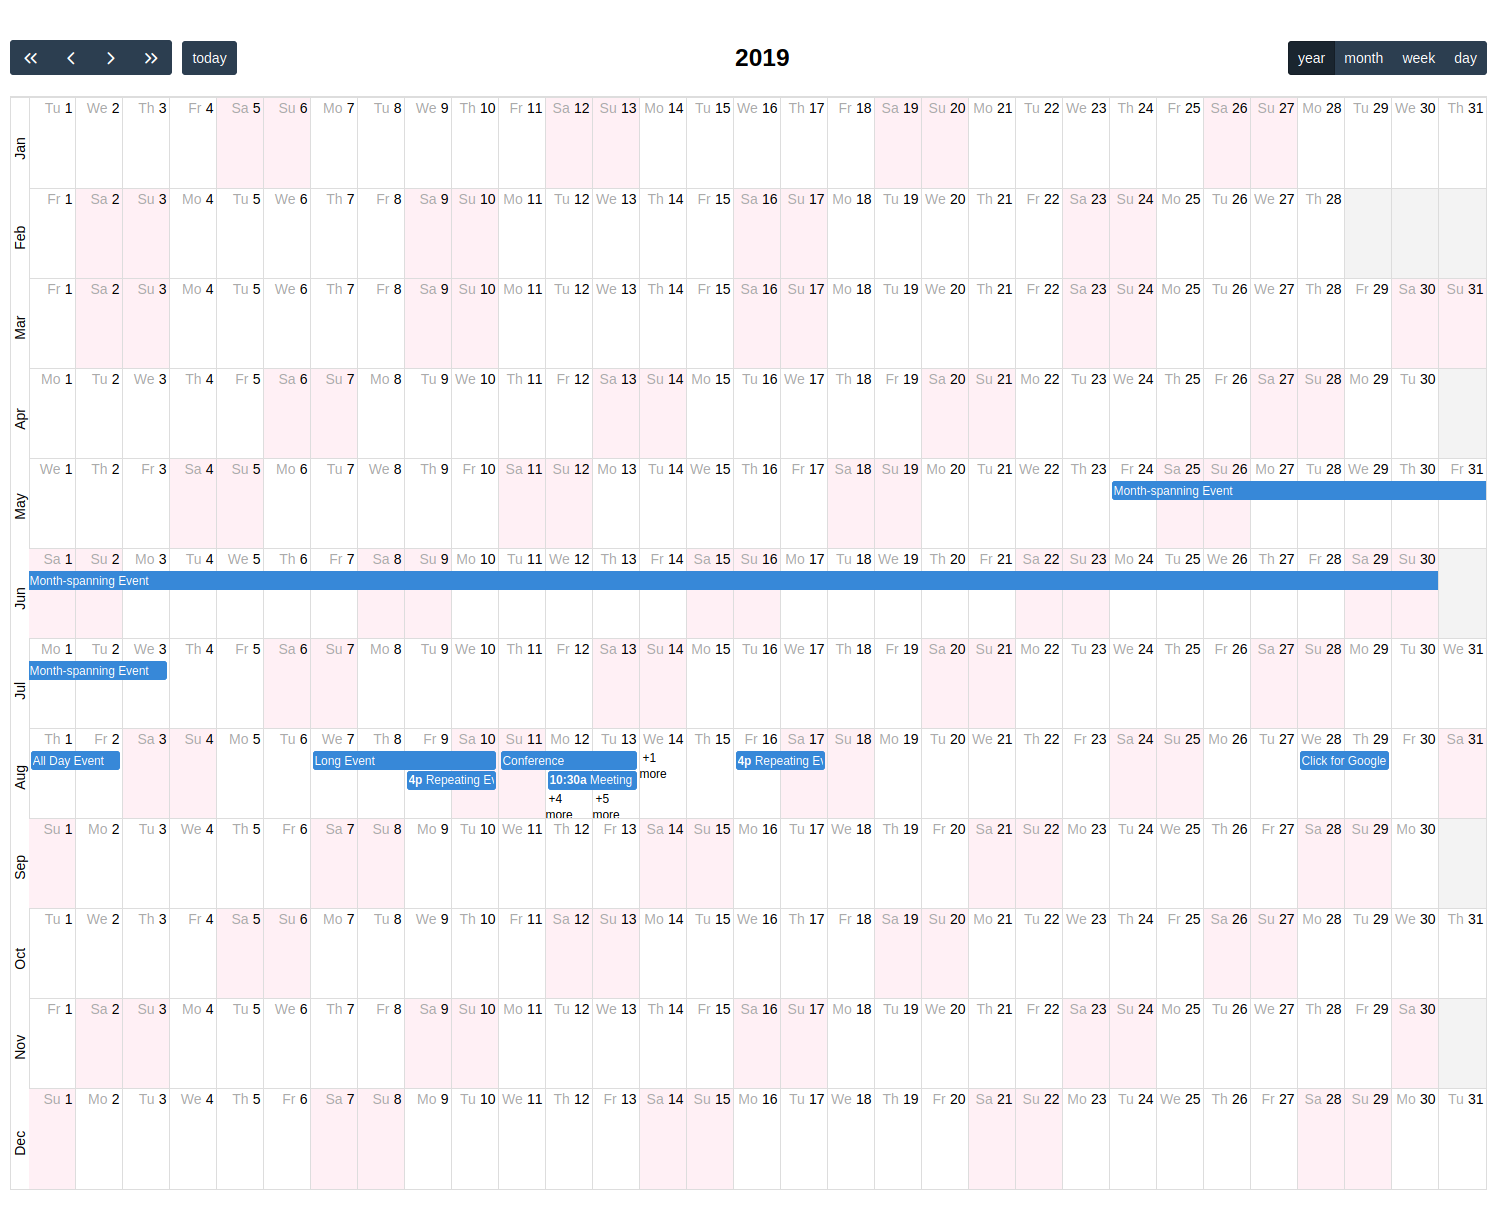 today
2019
year month week day
Jan
Tu 1 We 2 Th 3 Fr 4 Sa 5 Su 6 Mo 7 Tu 8 We 9 Th 10 Fr 11 Sa 12 Su 13 Mo 14 Tu 15 We 16 Th 17 Fr 18 Sa 19 Su 20 Mo 21 Tu 22 We 23 Th 24 Fr 25 Sa 26 Su 27 Mo 28 Tu 29 We 30 Th 31
Feb
Fr 1 Sa 2 Su 3 Mo 4 Tu 5 We 6 Th 7 Fr 8 Sa 9 Su 10 Mo 11 Tu 12 We 13 Th 14 Fr 15 Sa 16 Su 17 Mo 18 Tu 19 We 20 Th 21 Fr 22 Sa 23 Su 24 Mo 25 Tu 26 We 27 Th 28
Mar
Fr 1 Sa 2 Su 3 Mo 4 Tu 5 We 6 Th 7 Fr 8 Sa 9 Su 10 Mo 11 Tu 12 We 13 Th 14 Fr 15 Sa 16 Su 17 Mo 18 Tu 19 We 20 Th 21 Fr 22 Sa 23 Su 24 Mo 25 Tu 26 We 27 Th 28 Fr 29 Sa 30 Su 31
Apr
Mo 1 Tu 2 We 3 Th 4 Fr 5 Sa 6 Su 7 Mo 8 Tu 9 We 10 Th 11 Fr 12 Sa 13 Su 14 Mo 15 Tu 16 We 17 Th 18 Fr 19 Sa 20 Su 21 Mo 22 Tu 23 We 24 Th 25 Fr 26 Sa 27 Su 28 Mo 29 Tu 30
May
We 1 Th 2 Fr 3 Sa 4 Su 5 Mo 6 Tu 7 We 8 Th 9 Fr 10 Sa 11 Su 12 Mo 13 Tu 14 We 15 Th 16 Fr 17 Sa 18 Su 19 Mo 20 Tu 21 We 22 Th 23 Fr 24 Sa 25 Su 26 Mo 27 Tu 28 We 29 Th 30 Fr 31
Month-spanning Event
Jun
Sa 1 Su 2 Mo 3 Tu 4 We 5 Th 6 Fr 7 Sa 8 Su 9 Mo 10 Tu 11 We 12 Th 13 Fr 14 Sa 15 Su 16 Mo 17 Tu 18 We 19 Th 20 Fr 21 Sa 22 Su 23 Mo 24 Tu 25 We 26 Th 27 Fr 28 Sa 29 Su 30
Month-spanning Event
Jul
Mo 1 Tu 2 We 3 Th 4 Fr 5 Sa 6 Su 7 Mo 8 Tu 9 We 10 Th 11 Fr 12 Sa 13 Su 14 Mo 15 Tu 16 We 17 Th 18 Fr 19 Sa 20 Su 21 Mo 22 Tu 23 We 24 Th 25 Fr 26 Sa 27 Su 28 Mo 29 Tu 30 We 31
Month-spanning Event
Aug
Th 1 Fr 2 Sa 3 Su 4 Mo 5 Tu 6 We 7 Th 8 Fr 9 Sa 10 Su 11 Mo 12 Tu 13 We 14 Th 15 Fr 16 Sa 17 Su 18 Mo 19 Tu 20 We 21 Th 22 Fr 23 Sa 24 Su 25 Mo 26 Tu 27 We 28 Th 29 Fr 30 Sa 31
All Day Event Long Event Conference +1 4p Repeating Ev Click for Google
4p Repeating Ev 10:30a Meeting more
+4 +5
more more
Sep
Su 1 Mo 2 Tu 3 We 4 Th 5 Fr 6 Sa 7 Su 8 Mo 9 Tu 10 We 11 Th 12 Fr 13 Sa 14 Su 15 Mo 16 Tu 17 We 18 Th 19 Fr 20 Sa 21 Su 22 Mo 23 Tu 24 We 25 Th 26 Fr 27 Sa 28 Su 29 Mo 30
Oct
Tu 1 We 2 Th 3 Fr 4 Sa 5 Su 6 Mo 7 Tu 8 We 9 Th 10 Fr 11 Sa 12 Su 13 Mo 14 Tu 15 We 16 Th 17 Fr 18 Sa 19 Su 20 Mo 21 Tu 22 We 23 Th 24 Fr 25 Sa 26 Su 27 Mo 28 Tu 29 We 30 Th 31
Nov
Fr 1 Sa 2 Su 3 Mo 4 Tu 5 We 6 Th 7 Fr 8 Sa 9 Su 10 Mo 11 Tu 12 We 13 Th 14 Fr 15 Sa 16 Su 17 Mo 18 Tu 19 We 20 Th 21 Fr 22 Sa 23 Su 24 Mo 25 Tu 26 We 27 Th 28 Fr 29 Sa 30
Dec
Su 1 Mo 2 Tu 3 We 4 Th 5 Fr 6 Sa 7 Su 8 Mo 9 Tu 10 We 11 Th 12 Fr 13 Sa 14 Su 15 Mo 16 Tu 17 We 18 Th 19 Fr 20 Sa 21 Su 22 Mo 23 Tu 24 We 25 Th 26 Fr 27 Sa 28 Su 29 Mo 30 Tu 31